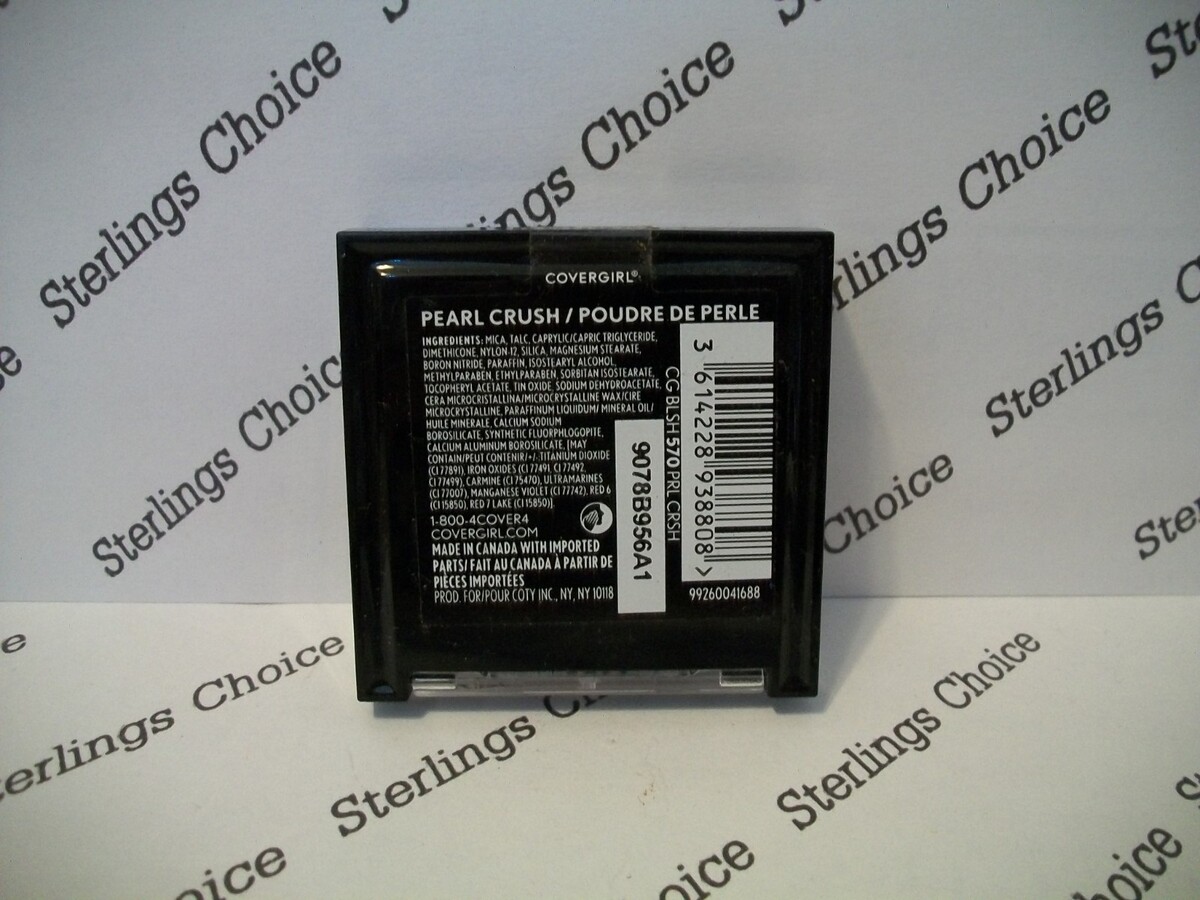 Sterlings Choice
Sterlings Choice
Sterlings Choice
Sterlings Choice
Sterlings Choice
Sterlings Choice
Sterlings Choice
Sterlings Choice
Sterlings Choice
Sterlings Choice
COVERGIRL®
PEARL CRUSH / POUDRE DE PERLE
INGREDIENTS: MICA, TALC, CAPRYLIC/CAPRIC TRIGLYCERIDE,
DIMETHICONE, NYLON-12, SILICA, MAGNESIUM STEARATE,
BORON NITRIDE, PARAFFIN, ISOSTEARYL ALCOHOL,
METHYLPARABEN, ETHYLPARABEN, SORBITAN ISOSTEARATE,
TOCOPHERYL ACETATE, TIN OXIDE, SODIUM DEHYDROACETATE,
CERA MICROCRISTALLINA/MICROCRYSTALLINE WAX/CIRE
MICROCRYSTALLINE, PARAFFINUM LIQUIDUM/ MINERAL OIL/
HUILE MINERALE, CALCIUM SODIUM
BOROSILICATE, SYNTHETIC FLUORPHLOGOPITE,
CALCIUM ALUMINUM BOROSILICATE, [MAY
CONTAIN/PEUT CONTENIR/+/- TITANIUM DIOXIDE
(CI 77891), IRON OXIDES (CI 77491, CI 77492,
CI 77499), CARMINE (CI 75470), ULTRAMARINES
(CI 77007), MANGANESE VIOLET (CI 77742), RED 6
(CI 15850), RED 7 LAKE (CI 15850)]
1-800-4COVER4
COVERGIRL.COM
MADE IN CANADA WITH IMPORTED
PARTS/ FAIT AU CANADA À PARTIR DE
PIÈCES IMPORTÉES
PROD. FOR/POUR COTY INC., NY, NY 10118
9078B956A1
CG BLSH 570 PRL CRSH
3 614228 938808 >
99260041688